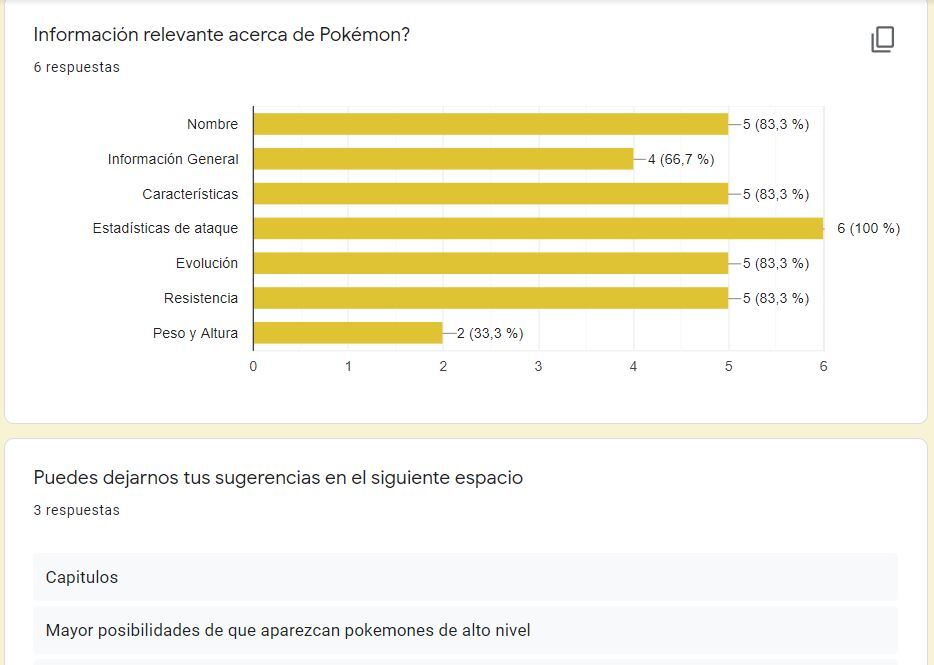 Información relevante acerca de Pokémon?
6 respuestas
Nombre 5 (83,3 %)
Información General 4 (66,7 %)
Características 5 (83,3 %)
Estadísticas de ataque 6 (100 %)
Evolución 5 (83,3 %)
Resistencia 5 (83,3 %)
Peso y Altura 2 (33,3 %)
0 1 2 3 4 5 6
Puedes dejarnos tus sugerencias en el siguiente espacio
3 respuestas
Capitulos
Mayor posibilidades de que aparezcan pokemones de alto nivel